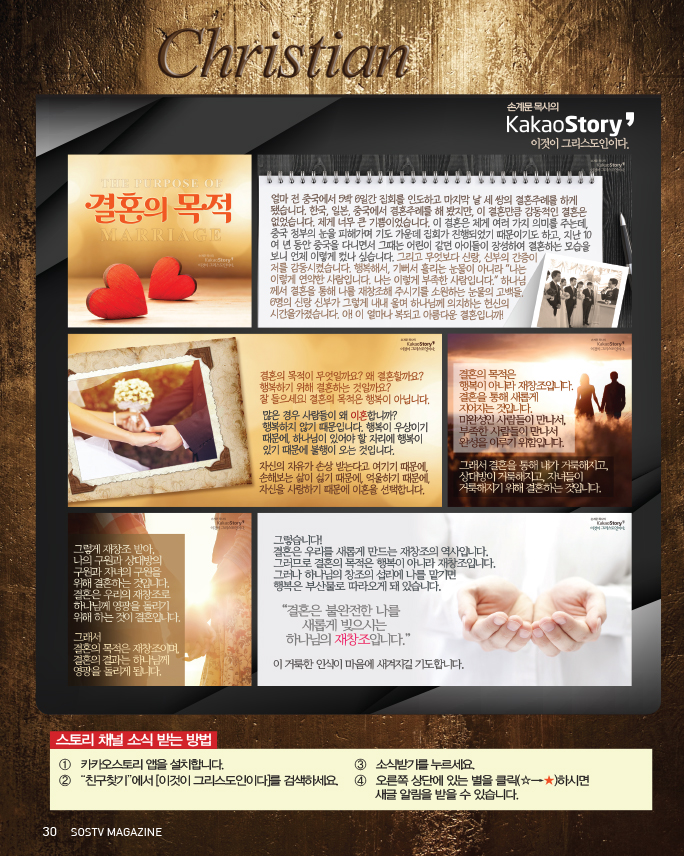 Christian
손계문 목사의
KakaoStory
이것이 그리스도인이다.
THE PURPOSE OF
결혼의 목적
MARRIAGE
얼마 전 중국에서 5박 6일간 집회를 인도하고 마지막 날 세 쌍의 결혼주례를 하게
됐습니다. 한국, 일본, 중국에서 결혼주례를 해 봤지만, 이 결혼만큼 감동적인 결혼은
없었습니다. 제게 너무 큰 기쁨이었습니다. 이 결혼은 제게 여러 가지 의미를 주는데,
중국 정부의 눈을 피해가며 기도 가운데 집회가 진행되었기 때문이기도 하고, 지난 10
여 년 동안 중국을 다니면서 그때는 어린이 같던 아이들이 장성하여 결혼하는 모습을
보니 언제 이렇게 컸나 싶습니다. 그리고 무엇보다 신랑, 신부의 간증이
저를 감동시켰습니다. 행복해서, 기뻐서 흘리는 눈물이 아니라 “나는
이렇게 연약한 사람입니다. 나는 이렇게 부족한 사람입니다.” 하나님
께서 결혼을 통해 나를 재창조해 주시기를 소원하는 눈물의 고백들,
6명의 신랑 신부가 그렇게 내내 울며 하나님께 의지하는 헌신의
시간을가졌습니다. 아! 이 얼마나 복되고 아름다운 결혼입니까!
결혼의 목적이 무엇일까요? 왜 결혼할까요?
행복하기 위해 결혼하는 것일까요?
잘 들으세요! 결혼의 목적은 행복이 아닙니다.
많은 경우 사람들이 왜 이혼합니까?
행복하지 않기 때문입니다. 행복이 우상이기
때문에, 하나님이 있어야 할 자리에 행복이
있기 때문에 불행이 오는 것입니다.
자신의 자유가 손상 받는다고 여기기 때문에,
손해보는 삶이 싫기 때문에, 억울하기 때문에,
자신을 사랑하기 때문에 이혼을 선택합니다.
결혼의 목적은
행복이 아니라 재창조입니다.
결혼을 통해 새롭게
지어지는 것입니다.
미완성인 사람들이 만나서,
부족한 사람들이 만나서
완성을 이루기 위함입니다.
그래서 결혼을 통해 내가 거룩해지고,
상대방이 거룩해지고, 자녀들이
거룩해지기 위해 결혼하는 것입니다.
그렇게 재창조 받아,
나의 구원과 상대방의
구원과 자녀의 구원을
위해 결혼하는 것입니다.
결혼은 우리의 재창조로
하나님께 영광을 돌리기
위해 하는 것이 결혼입니다.
그래서
결혼의 목적은 재창조이며,
결혼의 결과는 하나님께
영광을 돌리게 됩니다.
그렇습니다!
결혼은 우리를 새롭게 만드는 재창조의 역사입니다.
그러므로 결혼의 목적은 행복이 아니라 재창조입니다.
그러나 하나님의 창조의 섭리에 나를 맡기면
행복은 부산물로 따라오게 돼 있습니다.
“결혼은 불완전한 나를
새롭게 빚으시는
하나님의 재창조입니다.”
이 거룩한 인식이 마음에 새겨지길 기도합니다.
스토리 채널 소식 받는 방법
① 카카오스토리 앱을 설치합니다.
② “친구찾기”에서 [이것이 그리스도인이다]를 검색하세요.
③ 소식받기를 누르세요.
④ 오른쪽 상단에 있는 별을 클릭(☆→★)하시면
새글 알림을 받을 수 있습니다.
30 SOSTV MAGAZINE